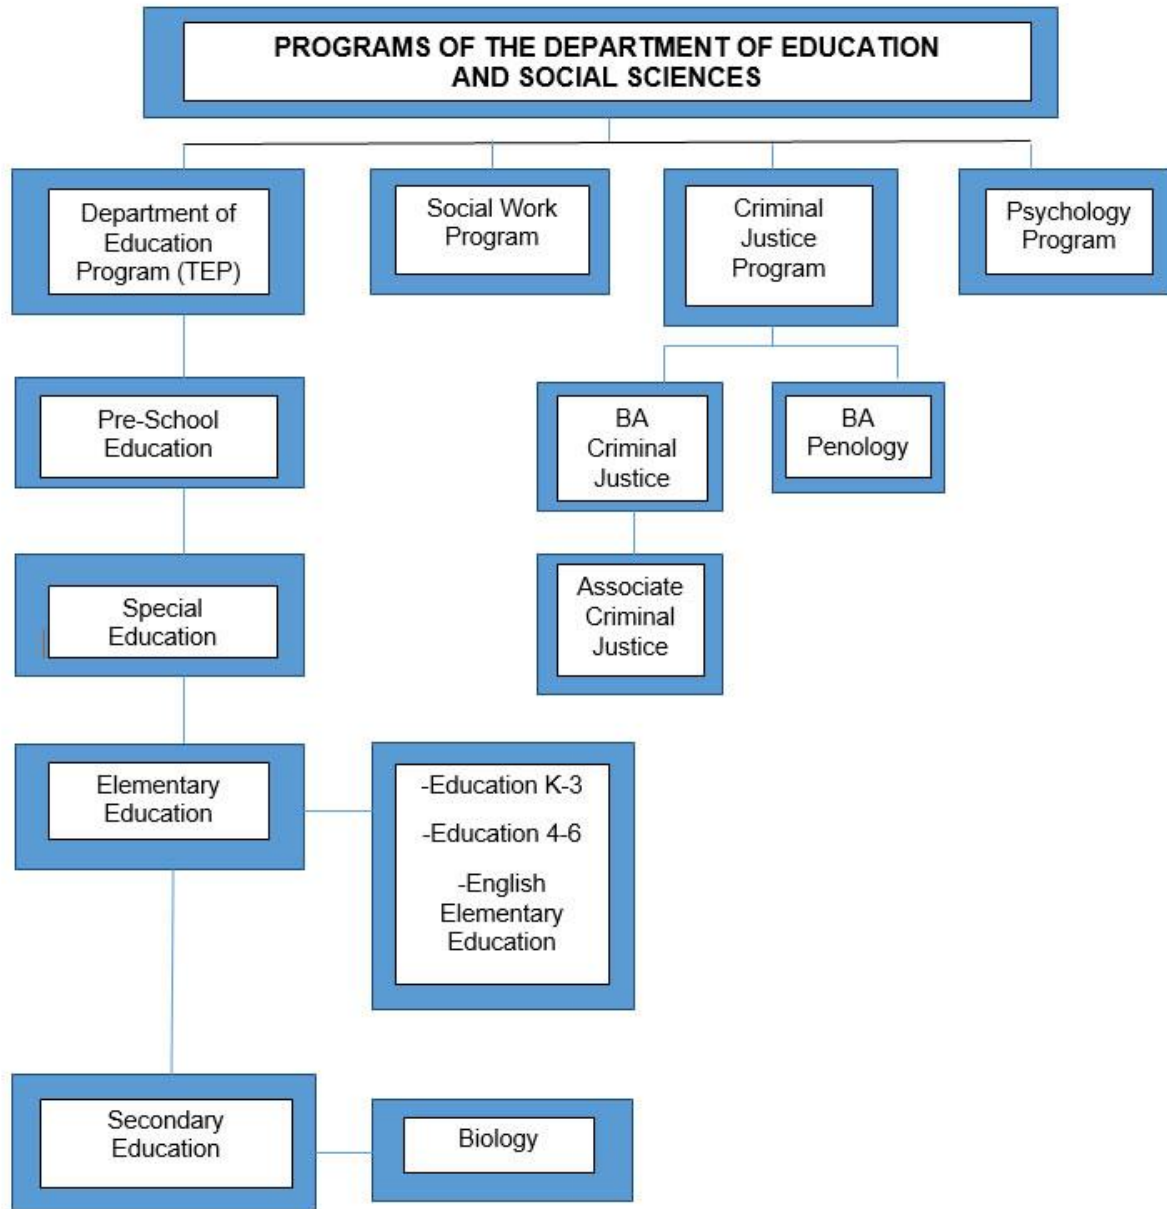 PROGRAMS OF THE DEPARTMENT OF EDUCATION
AND SOCIAL SCIENCES
Department of
Education
Program (TEP)
Social Work
Program
Criminal
Justice
Program
Psychology
Program
Pre-School
Education
BA
Criminal
Justice
BA
Penology
Special
Education
Associate
Criminal
Justice
Elementary
Education
-Education K-3
-Education 4-6
-English
Elementary
Education
Secondary
Education
Biology